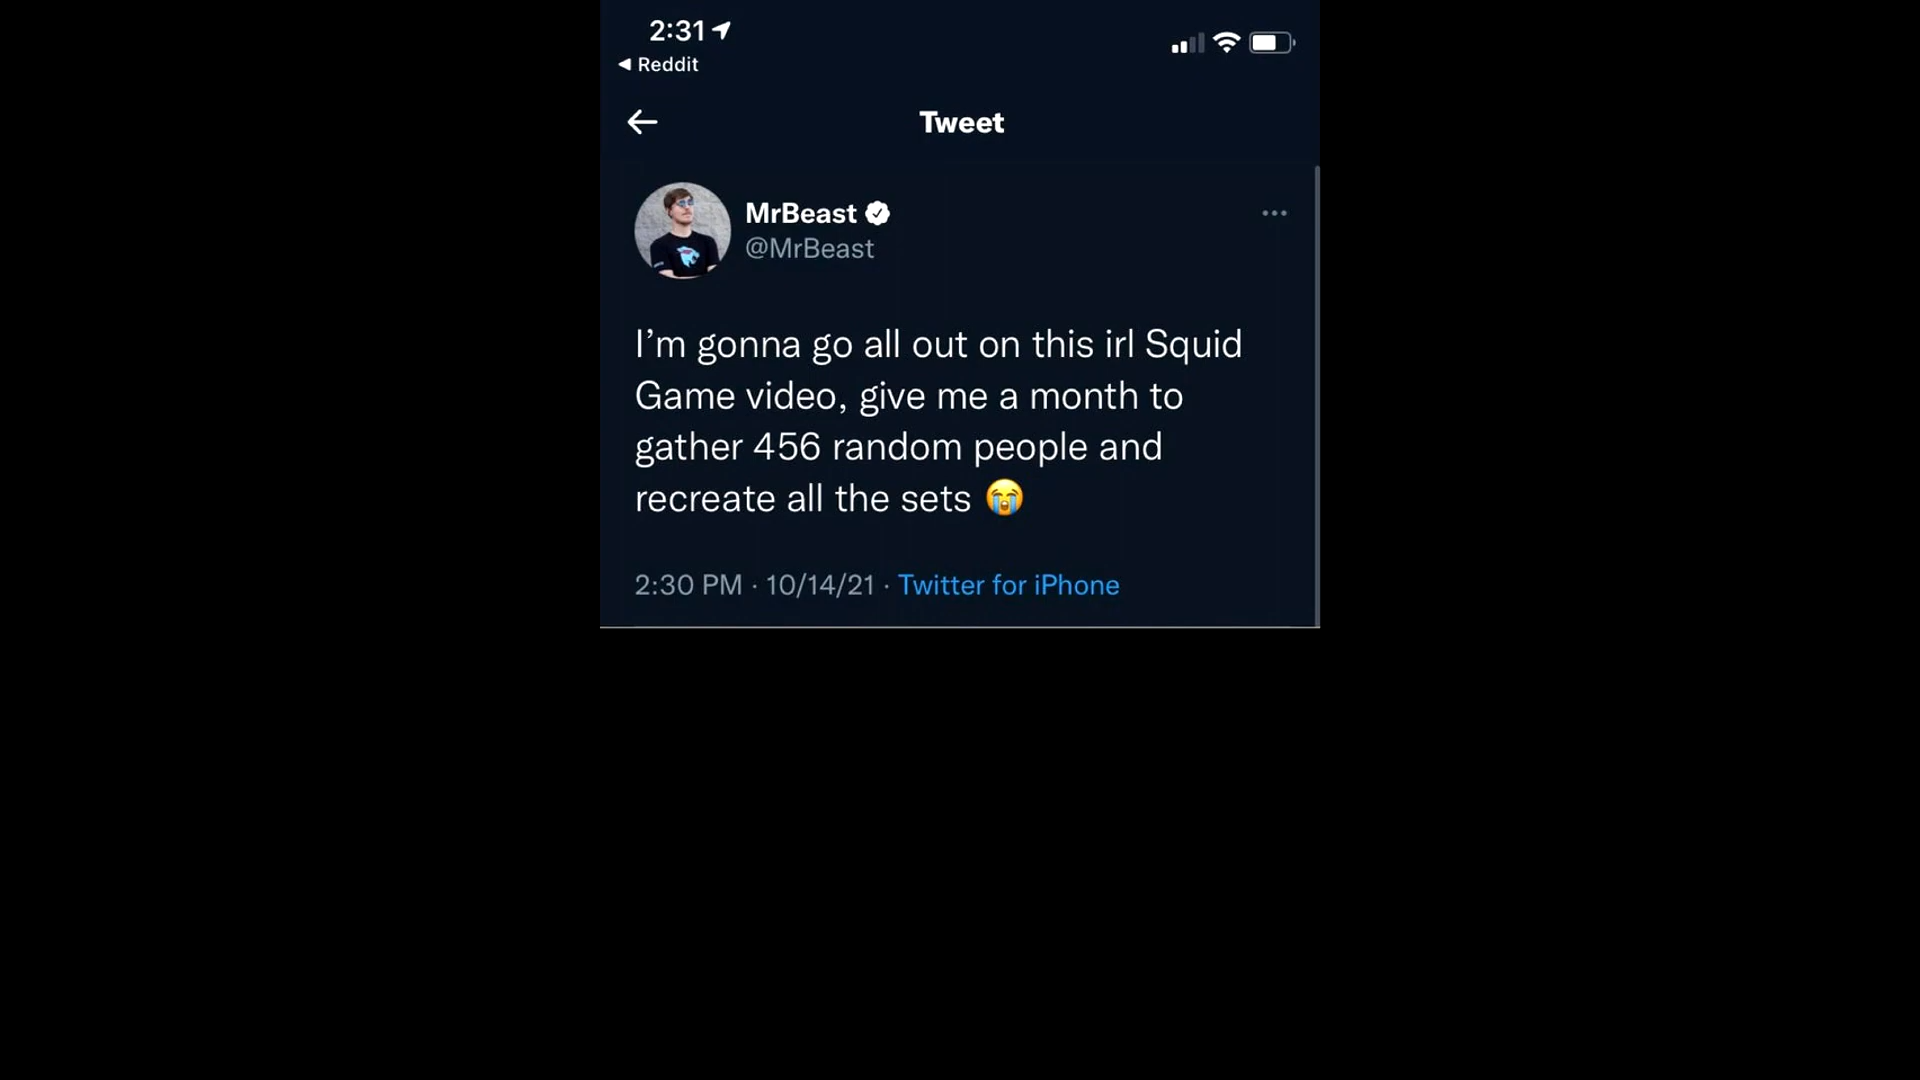 2:31
◀ Reddit
Tweet
MrBeast
@MrBeast
I’m gonna go all out on this irl Squid
Game video, give me a month to
gather 456 random people and
recreate all the sets 😭
2:30 PM · 10/14/21 · Twitter for iPhone